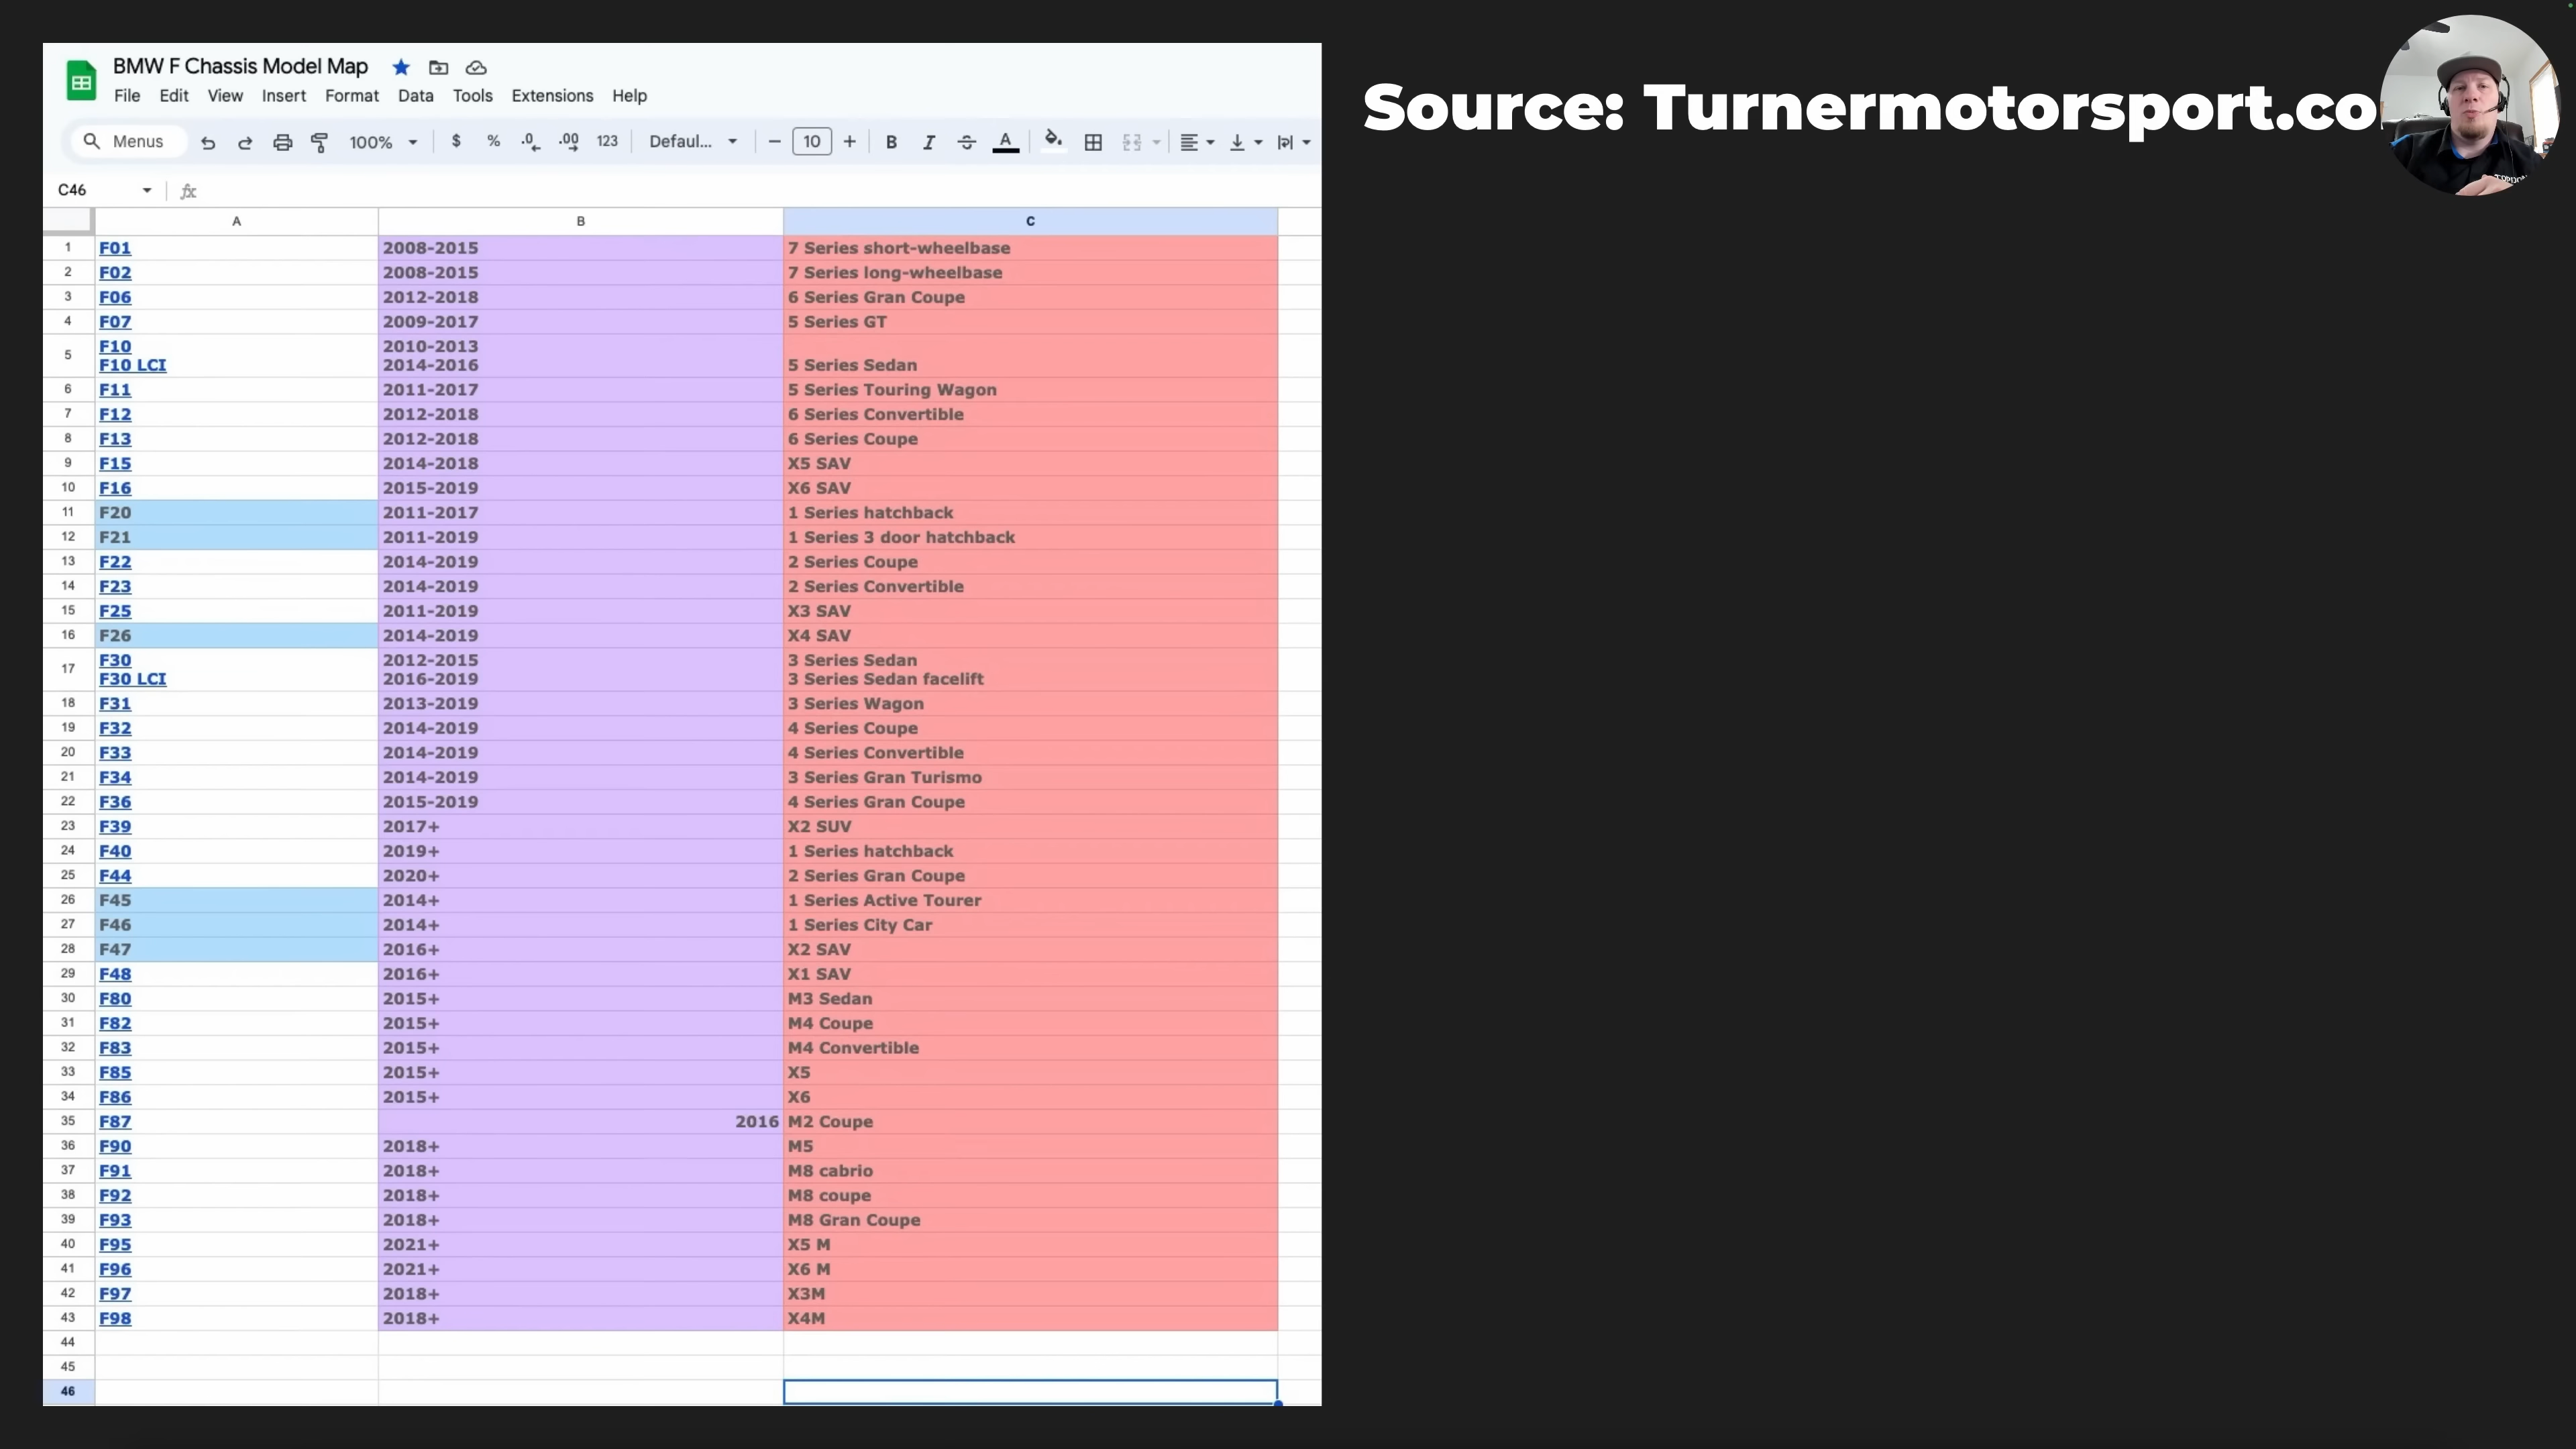 BMW F Chassis Model Map
File Edit View Insert Format Data Tools Extensions Help
Menus 100% $ % .0 .00 123 Defaul... − 10 + B I A
C46 fx
A B C
1 F01 2008-2015 7 Series short-wheelbase
2 F02 2008-2015 7 Series long-wheelbase
3 F06 2012-2018 6 Series Gran Coupe
4 F07 2009-2017 5 Series GT
5 F10 2010-2013
F10 LCI 2014-2016 5 Series Sedan
6 F11 2011-2017 5 Series Touring Wagon
7 F12 2012-2018 6 Series Convertible
8 F13 2012-2018 6 Series Coupe
9 F15 2014-2018 X5 SAV
10 F16 2015-2019 X6 SAV
11 F20 2011-2017 1 Series hatchback
12 F21 2011-2019 1 Series 3 door hatchback
13 F22 2014-2019 2 Series Coupe
14 F23 2014-2019 2 Series Convertible
15 F25 2011-2019 X3 SAV
16 F26 2014-2019 X4 SAV
17 F30 2012-2015 3 Series Sedan
F30 LCI 2016-2019 3 Series Sedan facelift
18 F31 2013-2019 3 Series Wagon
19 F32 2014-2019 4 Series Coupe
20 F33 2014-2019 4 Series Convertible
21 F34 2014-2019 3 Series Gran Turismo
22 F36 2015-2019 4 Series Gran Coupe
23 F39 2017+ X2 SUV
24 F40 2019+ 1 Series hatchback
25 F44 2020+ 2 Series Gran Coupe
26 F45 2014+ 1 Series Active Tourer
27 F46 2014+ 1 Series City Car
28 F47 2016+ X2 SAV
29 F48 2016+ X1 SAV
30 F80 2015+ M3 Sedan
31 F82 2015+ M4 Coupe
32 F83 2015+ M4 Convertible
33 F85 2015+ X5
34 F86 2015+ X6
35 F87 2016 M2 Coupe
36 F90 2018+ M5
37 F91 2018+ M8 cabrio
38 F92 2018+ M8 coupe
39 F93 2018+ M8 Gran Coupe
40 F95 2021+ X5 M
41 F96 2021+ X6 M
42 F97 2018+ X3M
43 F98 2018+ X4M
44
45
46
Source: Turnermotorsport.co